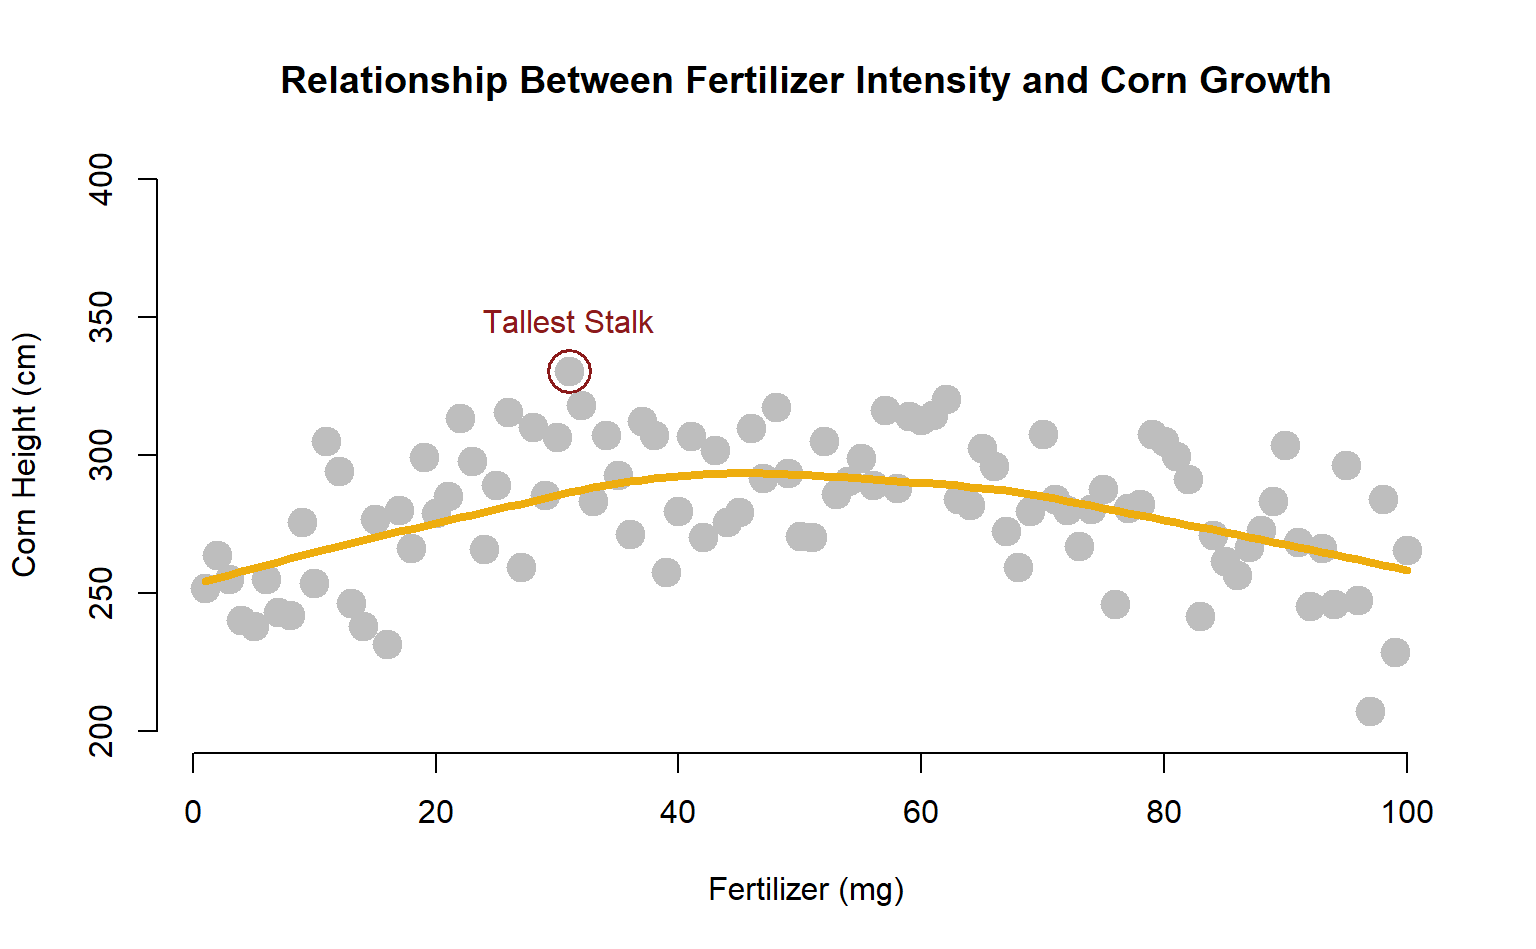 Relationship Between Fertilizer Intensity and Corn Growth
400
350
300
250
200
Corn Height (cm)
Tallest Stalk
0 20 40 60 80 100
Fertilizer (mg)